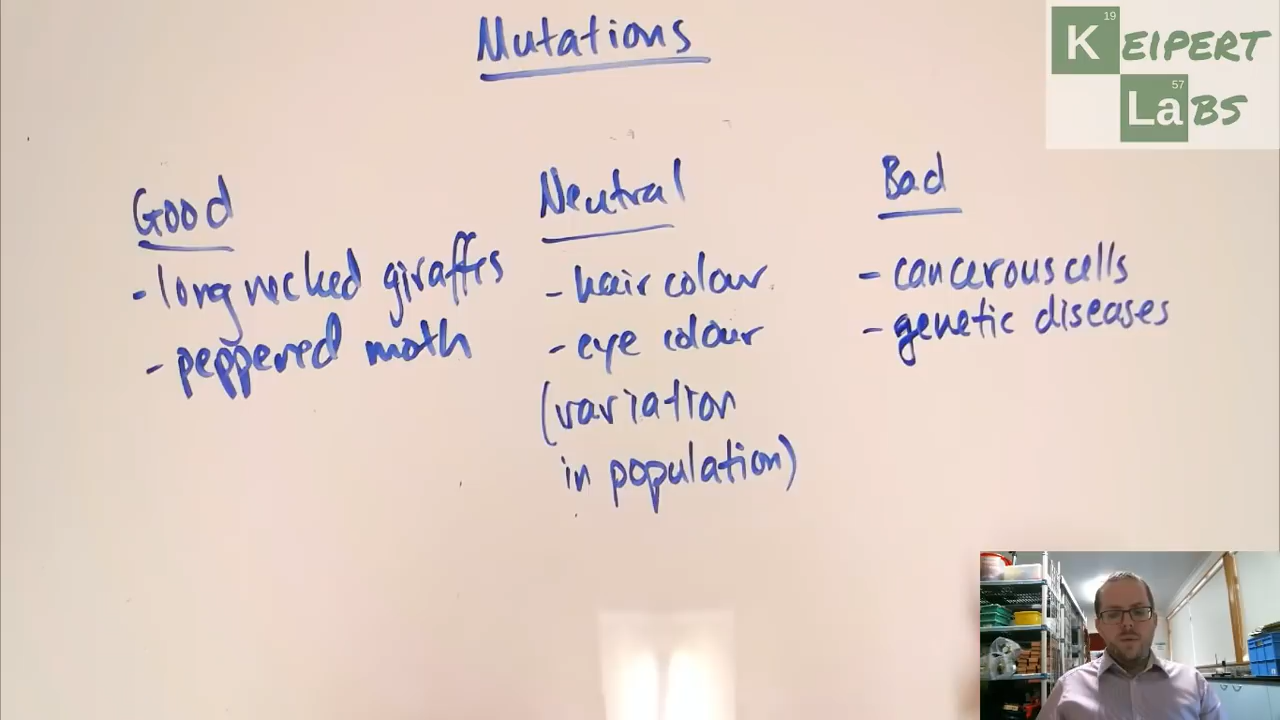 Mutations
19
KEIPERT
57
LaBS
Good
- long necked giraffes
- peppered moth
Neutral
- hair colour
- eye colour
(variation
in population)
Bad
- cancerous cells
- genetic diseases